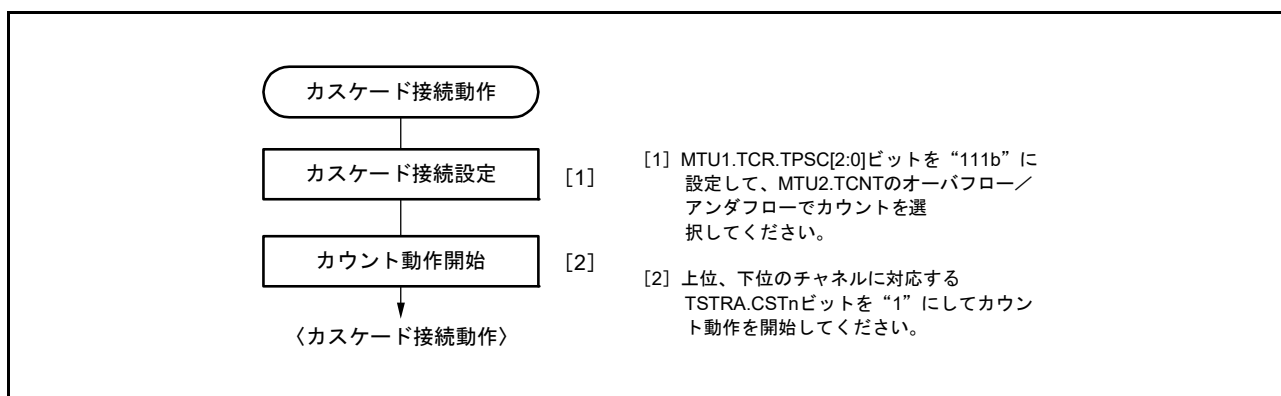 カスケード接続動作
カスケード接続設定
[1]
カウント動作開始
[2]
〈カスケード接続動作〉
[1] MTU1.TCR.TPSC[2:0]ビットを“111b”に
設定して、MTU2.TCNTのオーバフロー／
アンダフローでカウントを選
択してください。
[2] 上位、下位のチャネルに対応する
TSTRA.CSTnビットを“1”にしてカウン
ト動作を開始してください。